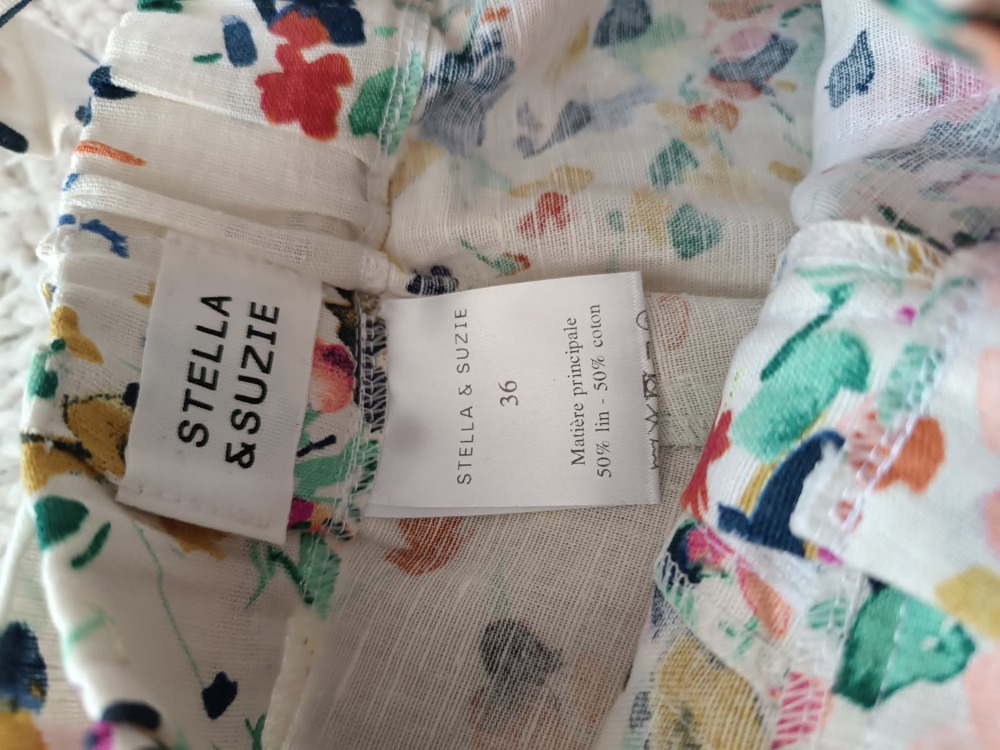 STELLA
&SUZIE
STELLA & SUZIE
36
Matière principale
50% lin - 50% coton